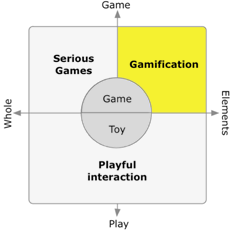 Game
Serious
Games
Gamification
Game
Whole
Elements
Toy
Playful
interaction
Play